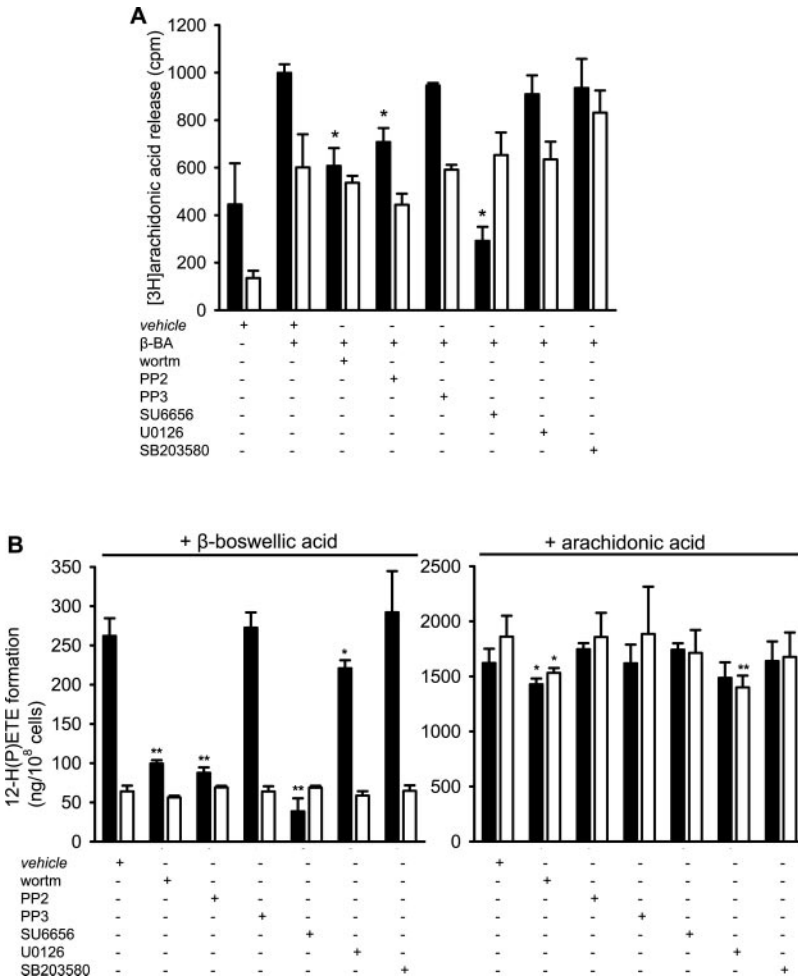 A
[3H]arachidonic acid release (cpm)
1200
1000
800
600
400
200
0
* * *
vehicle + + - - - - - -
β-BA - + + + + + + +
wortm - - + - - - - -
PP2 - - - + - - - -
PP3 - - - - + - - -
SU6656 - - - - - + - -
U0126 - - - - - - + -
SB203580 - - - - - - - +
B
+ β-boswellic acid
+ arachidonic acid
12-H(P)ETE formation
(ng/10⁸ cells)
350
300
250
200
150
100
50
0
** ** ** *
2500
2000
1500
1000
500
0
* * **
vehicle + - - - - - - + - - - - - -
wortm - + - - - - - - + - - - - -
PP2 - - + - - - - - - + - - - -
PP3 - - - + - - - - - - + - - -
SU6656 - - - - + - - - - - - + - -
U0126 - - - - - + - - - - - - + -
SB203580 - - - - - - + - - - - - - +